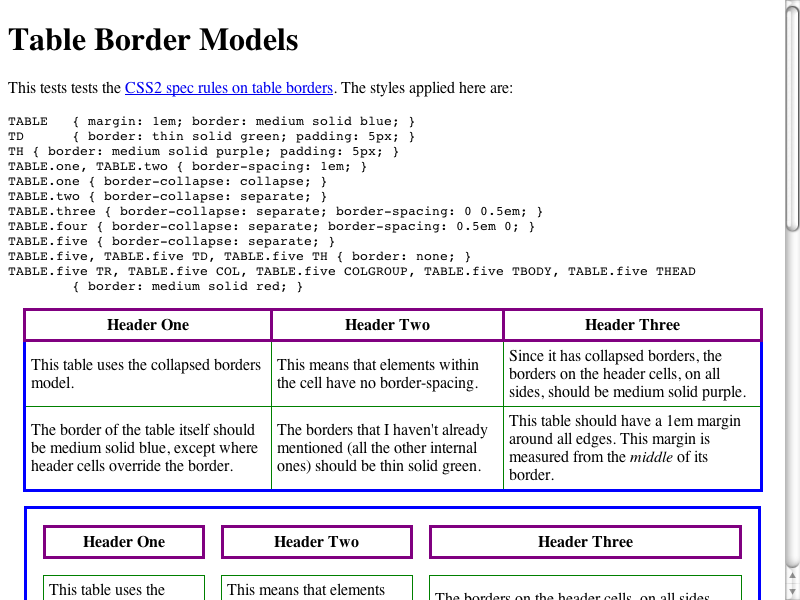 Table Border Models
This tests tests the CSS2 spec rules on table borders. The styles applied here are:
TABLE   { margin: 1em; border: medium solid blue; }
TD      { border: thin solid green; padding: 5px; }
TH { border: medium solid purple; padding: 5px; }
TABLE.one, TABLE.two { border-spacing: 1em; }
TABLE.one { border-collapse: collapse; }
TABLE.two { border-collapse: separate; }
TABLE.three { border-collapse: separate; border-spacing: 0 0.5em; }
TABLE.four { border-collapse: separate; border-spacing: 0.5em 0; }
TABLE.five { border-collapse: separate; }
TABLE.five, TABLE.five TD, TABLE.five TH { border: none; }
TABLE.five TR, TABLE.five COL, TABLE.five COLGROUP, TABLE.five TBODY, TABLE.five THEAD
        { border: medium solid red; }
Header One
Header Two
Header Three
This table uses the collapsed borders
model.
This means that elements within
the cell have no border-spacing.
Since it has collapsed borders, the
borders on the header cells, on all
sides, should be medium solid purple.
The border of the table itself should
be medium solid blue, except where
header cells override the border.
The borders that I haven't already
mentioned (all the other internal
ones) should be thin solid green.
This table should have a 1em margin
around all edges. This margin is
measured from the middle of its
border.
Header One
Header Two
Header Three
This table uses the
This means that elements
The borders on the header cells, on all sides